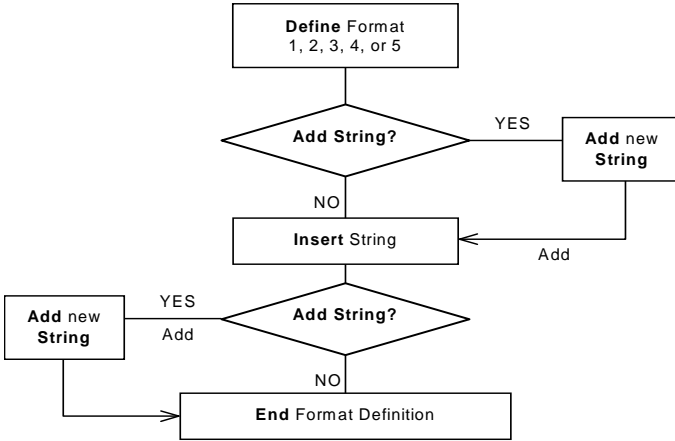 Define Format
1, 2, 3, 4, or 5
Add String?
YES
Add new
String
NO
Insert String
Add
Add String?
YES
Add
Add new
String
NO
End Format Definition